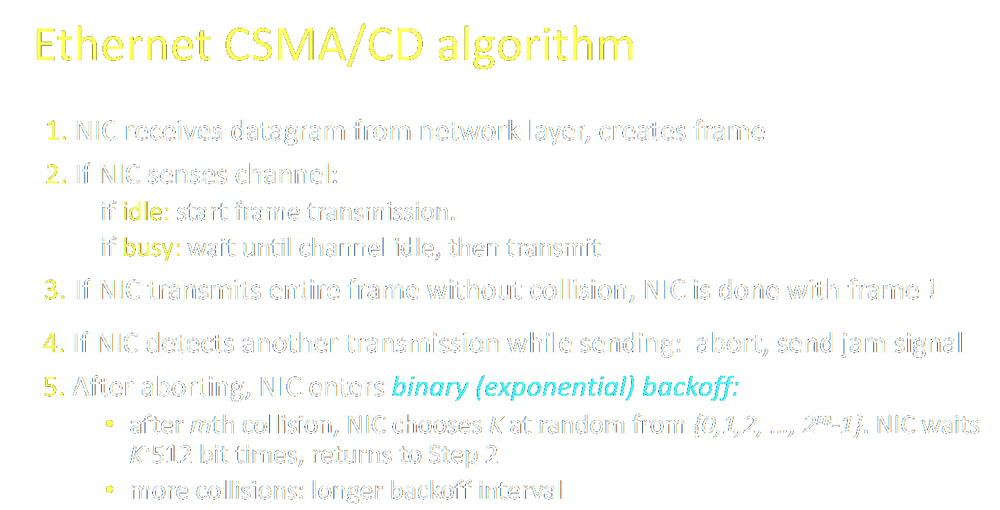 Ethernet CSMA/CD algorithm
1. NIC receives datagram from network layer, creates frame
2. If NIC senses channel:
if idle: start frame transmission.
if busy: wait until channel idle, then transmit
3. If NIC transmits entire frame without collision, NIC is done with frame !
4. If NIC detects another transmission while sending:  abort, send jam signal
5. After aborting, NIC enters binary (exponential) backoff:
• after mth collision, NIC chooses K at random from {0,1,2, …, 2ᵐ-1}. NIC waits
K·512 bit times, returns to Step 2
• more collisions: longer backoff interval